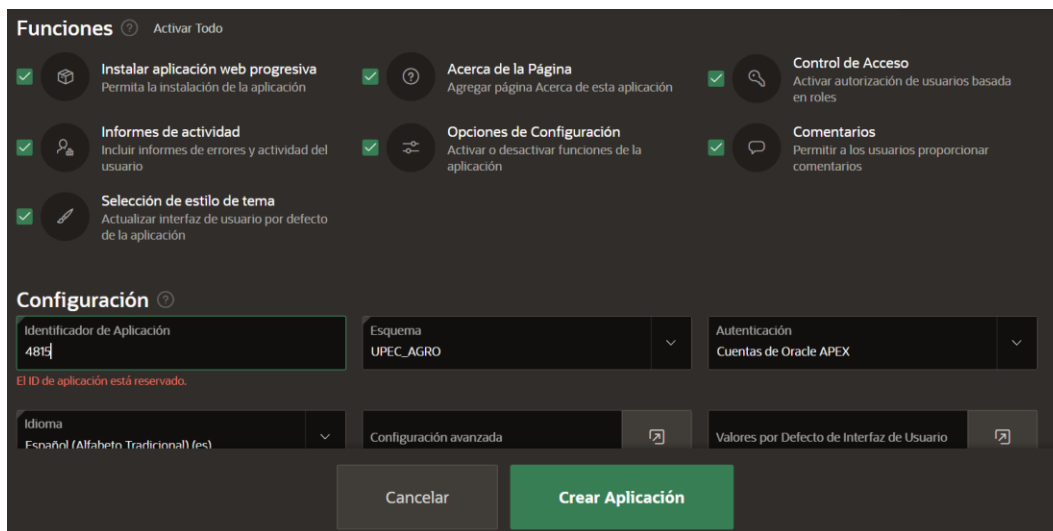 Funciones Activar Todo
Instalar aplicación web progresiva
Permita la instalación de la aplicación
Acerca de la Página
Agregar página Acerca de esta aplicación
Control de Acceso
Activar autorización de usuarios basada
en roles
Informes de actividad
Incluir informes de errores y actividad del
usuario
Opciones de Configuración
Activar o desactivar funciones de la
aplicación
Comentarios
Permitir a los usuarios proporcionar
comentarios
Selección de estilo de tema
Actualizar interfaz de usuario por defecto
de la aplicación
Configuración
Identificador de Aplicación
4815
El ID de aplicación está reservado.
Esquema
UPEC_AGRO
Autenticación
Cuentas de Oracle APEX
Idioma
Español (Alfabeto Tradicional) (es)
Configuración avanzada
Valores por Defecto de Interfaz de Usuario
Cancelar
Crear Aplicación